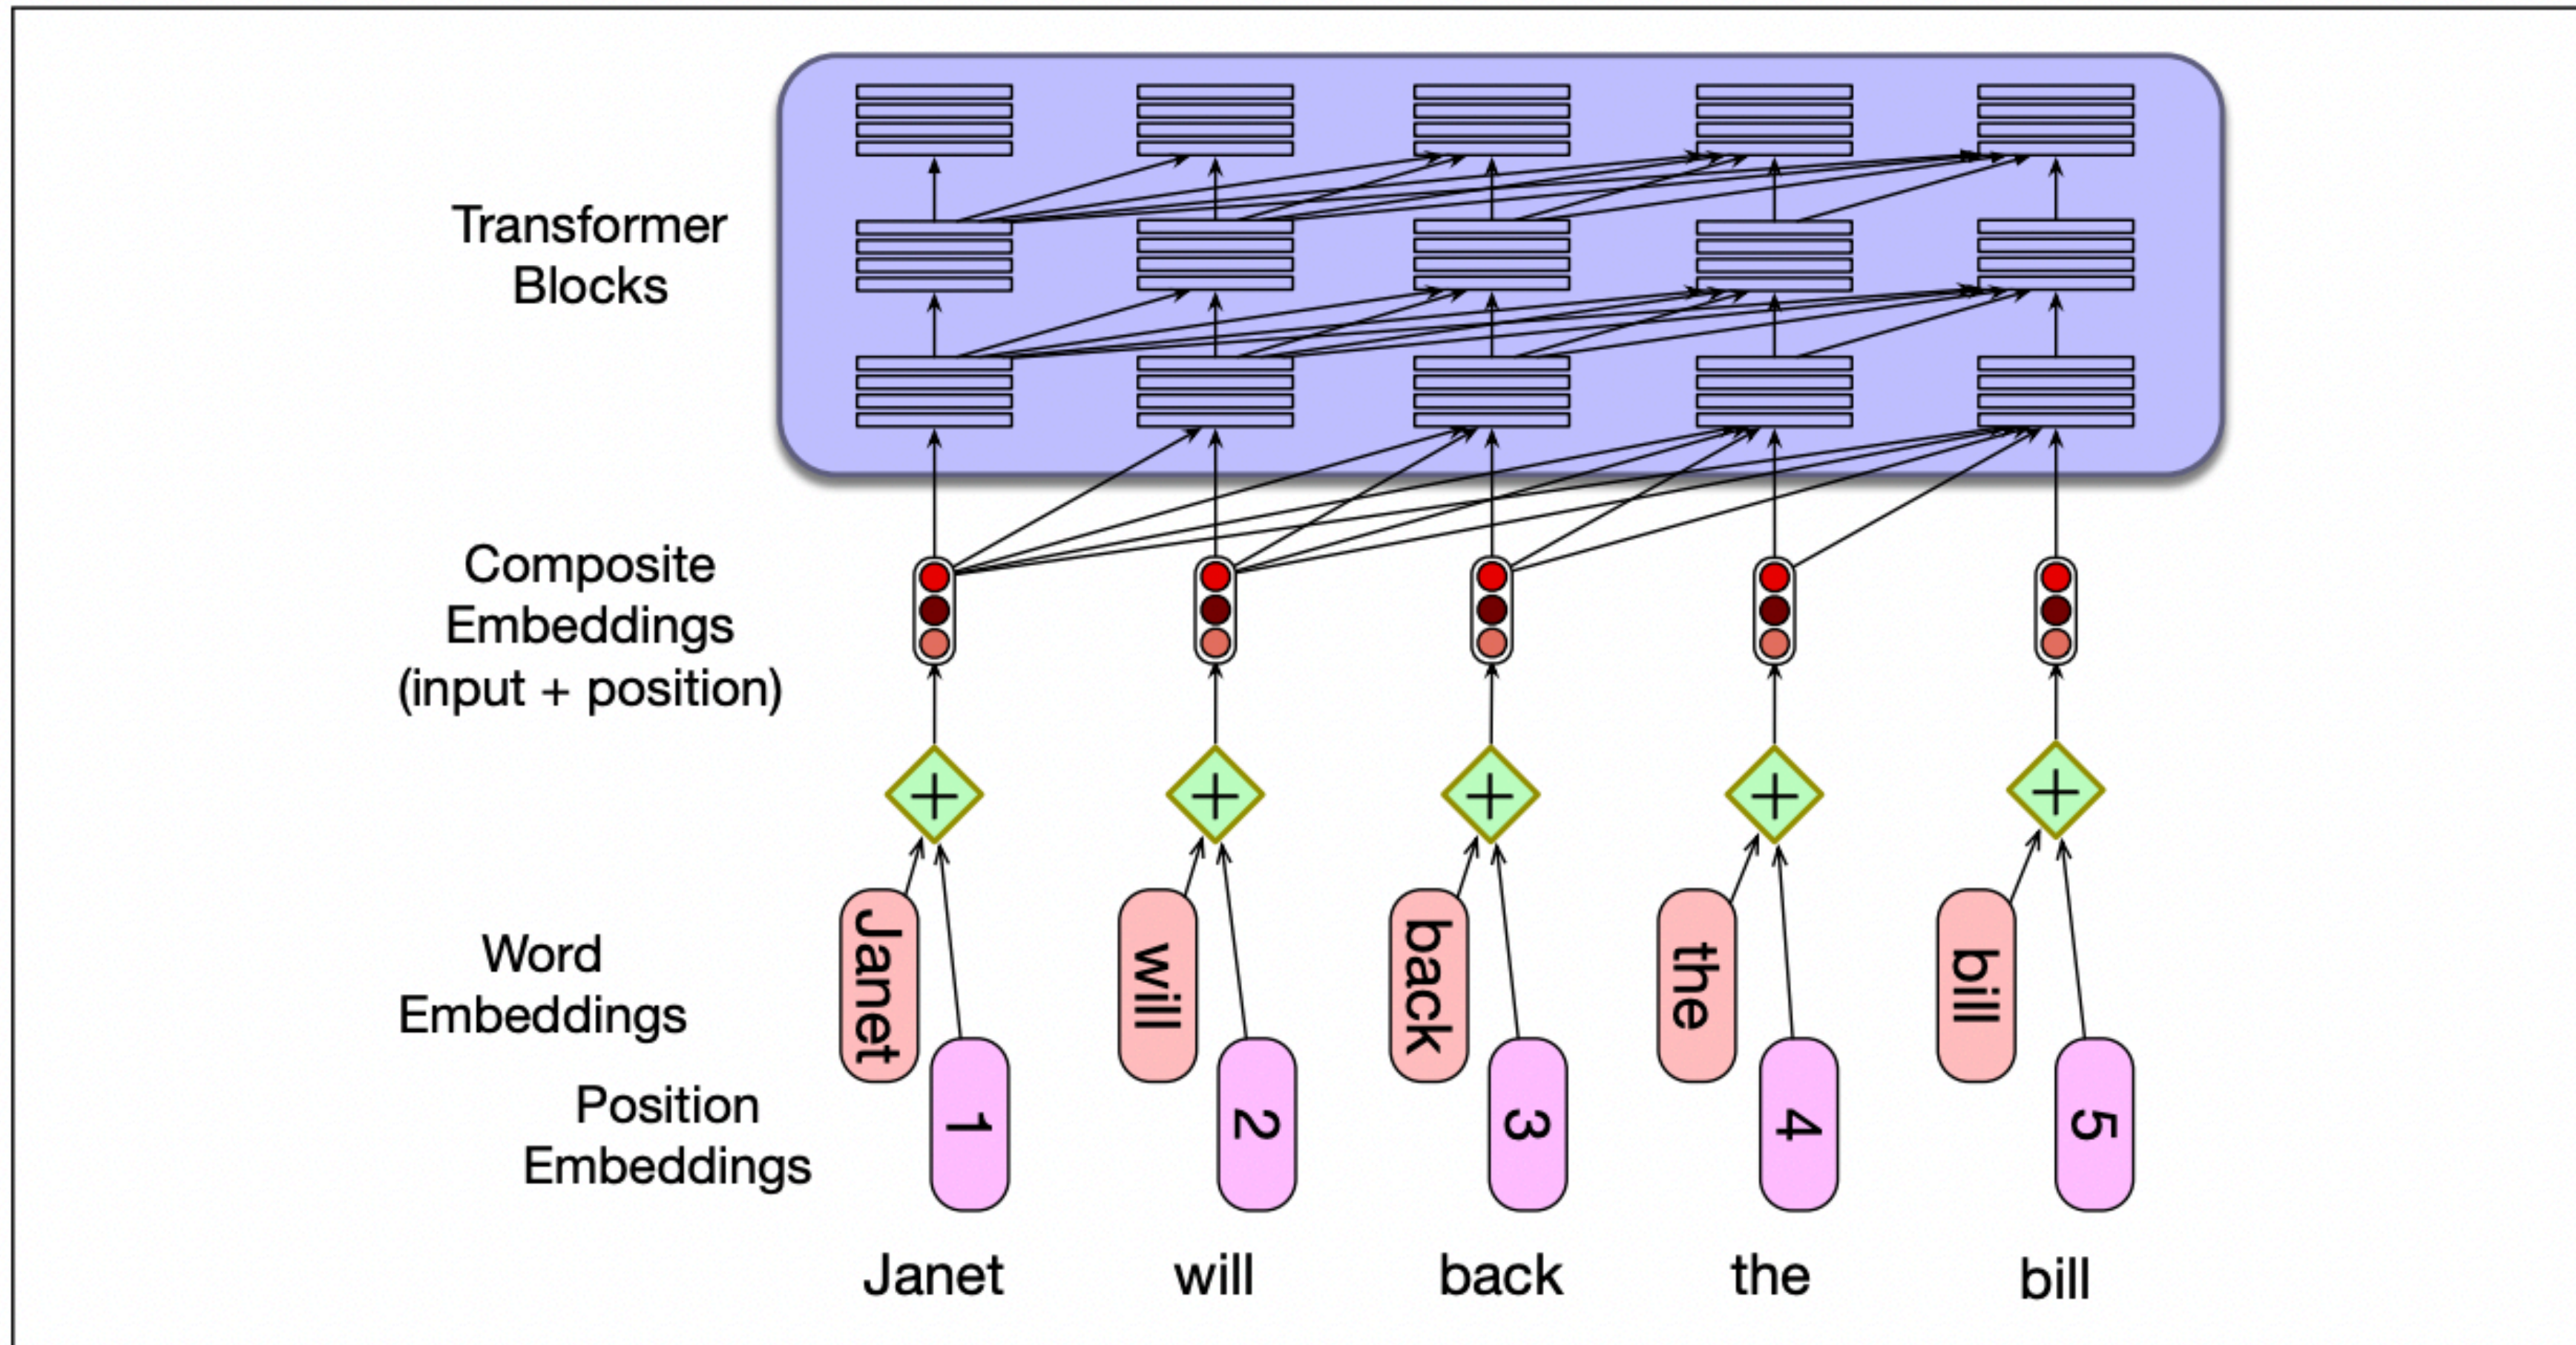 Transformer
Blocks
Composite
Embeddings
(input + position)
+ + + + +
Word
Embeddings
Janet will back the bill
Position
Embeddings
1 2 3 4 5
Janet will back the bill